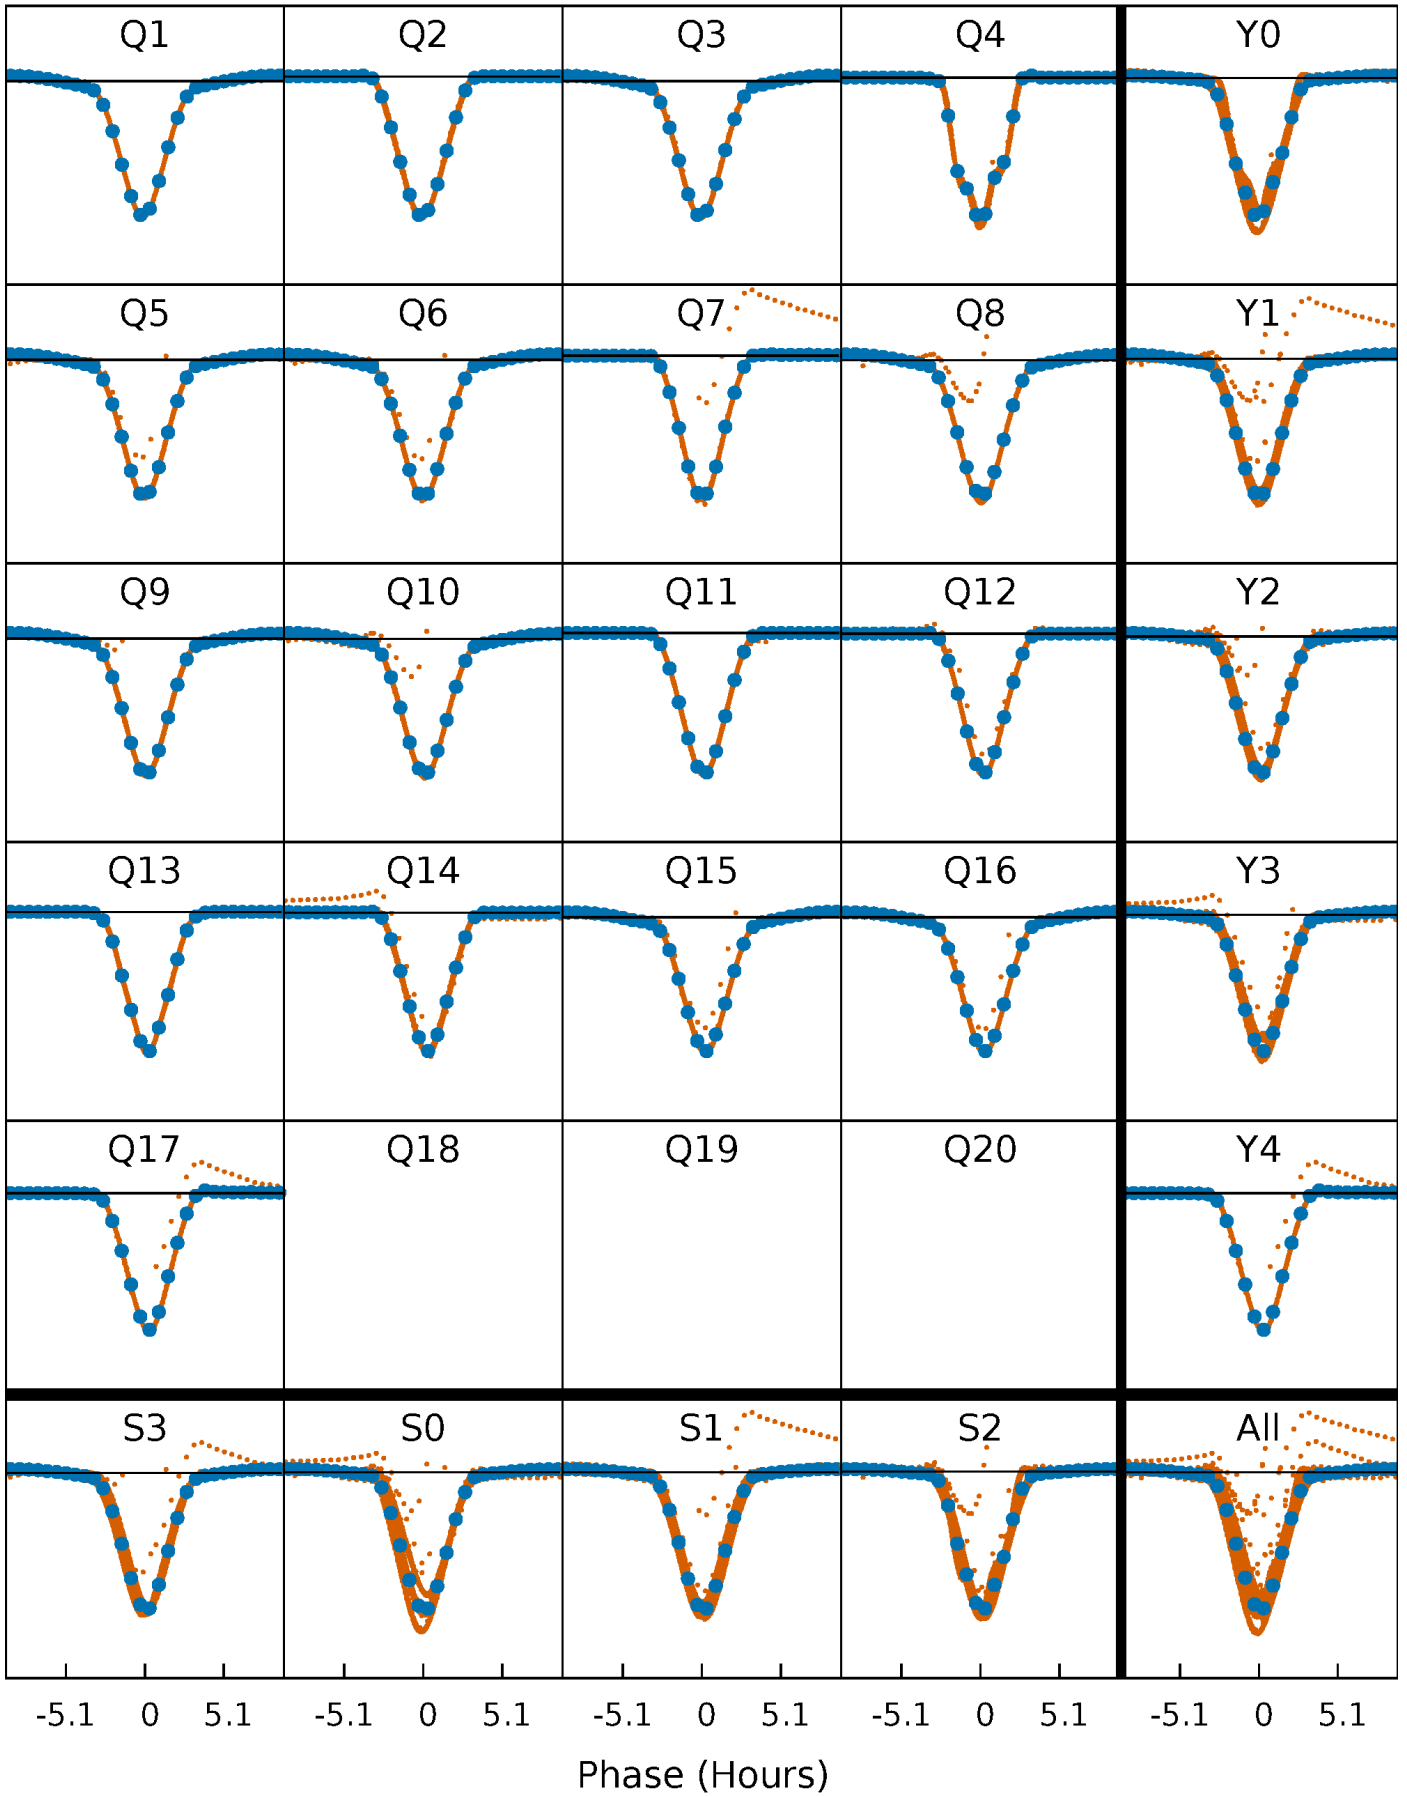 Q1 Q2 Q3 Q4 Y0
Q5 Q6 Q7 Q8 Y1
Q9 Q10 Q11 Q12 Y2
Q13 Q14 Q15 Q16 Y3
Q17 Q18 Q19 Q20 Y4
S3 S0 S1 S2 All
-5.1 0 5.1 -5.1 0 5.1 -5.1 0 5.1 -5.1 0 5.1 -5.1 0 5.1
Phase (Hours)